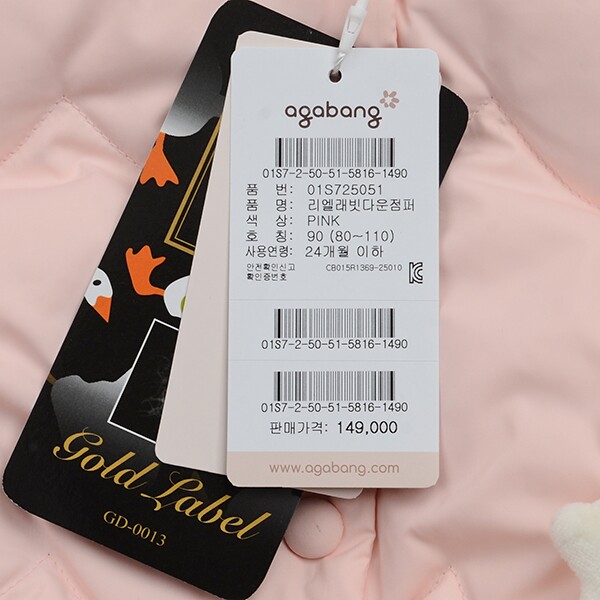 agabang
01S7-2-50-51-5816-1490
품 번: 01S725051
품 명: 리엘래빗다운점퍼
색 상: PINK
호 칭: 90 (80~110)
사용연령: 24개월 이하
안전확인신고
확인증번호 CB015R1369-25010
01S7-2-50-51-5816-1490
01S7-2-50-51-5816-1490
판매가격: 149,000
www.agabang.com
Gold Label
GD-0013